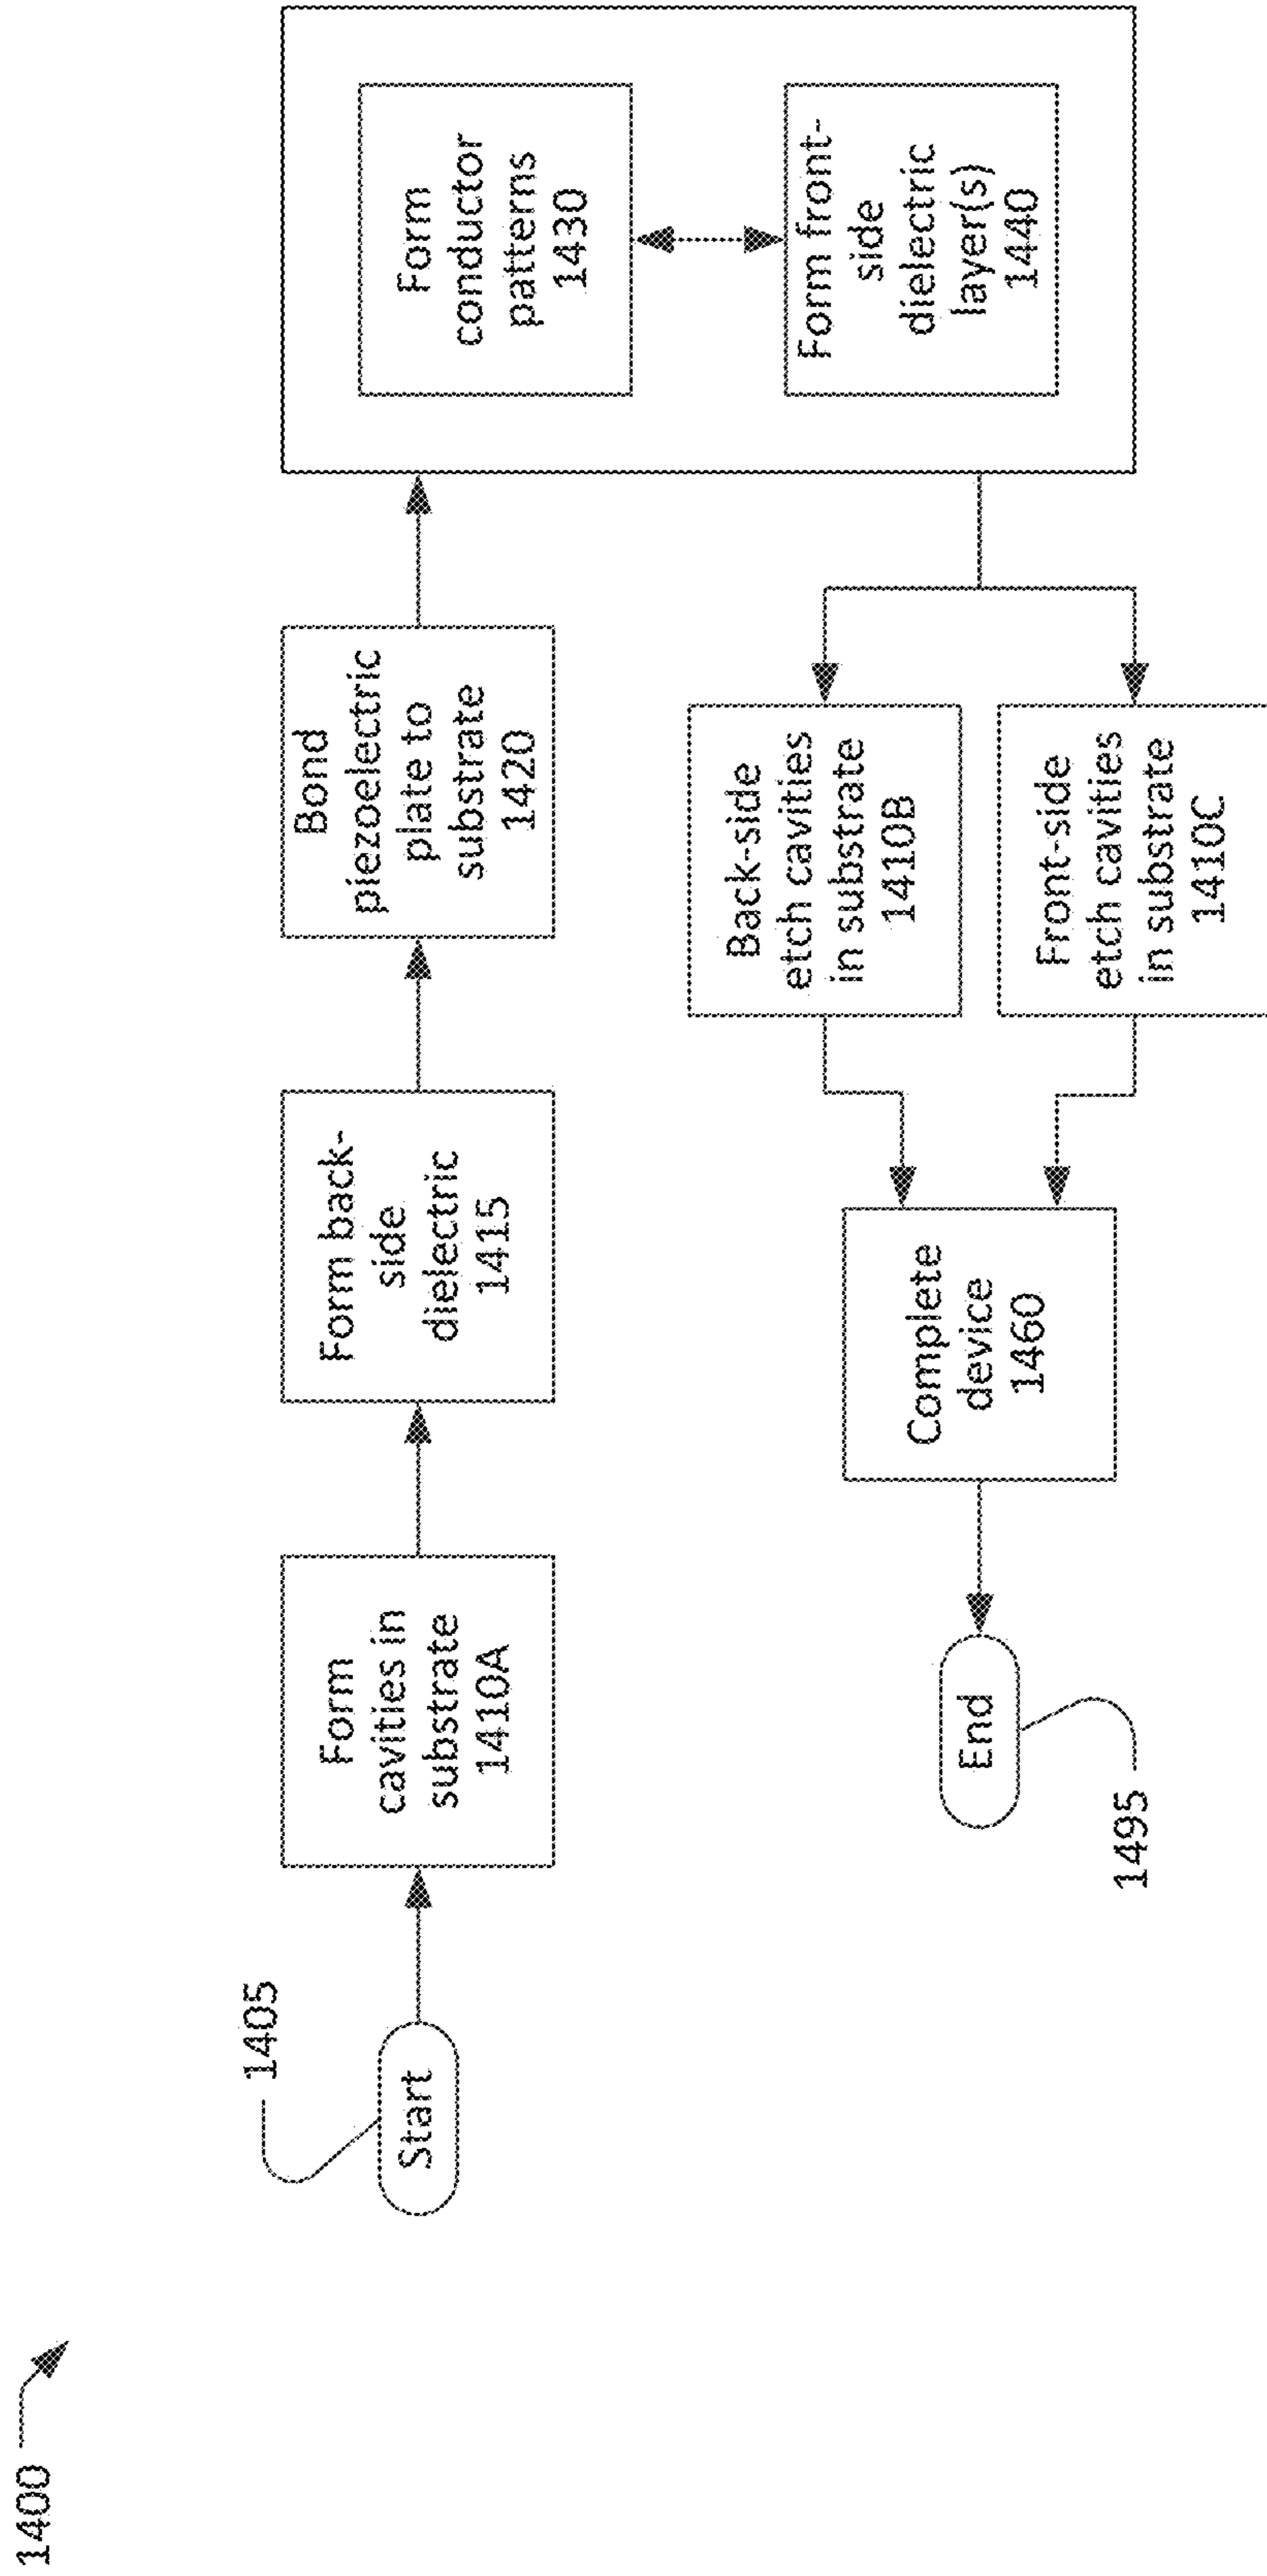 1400
1405
Start
Form
cavities in
substrate
1410A
Form back-
side
dielectric
1415
Bond
piezoelectric
plate to
substrate
1420
Form
conductor
patterns
1430
Form front-
side
dielectric
layer(s)
1440
Back-side
etch cavities
in substrate
1410B
Front-side
etch cavities
in substrate
1410C
Complete
device
1460
End
1495